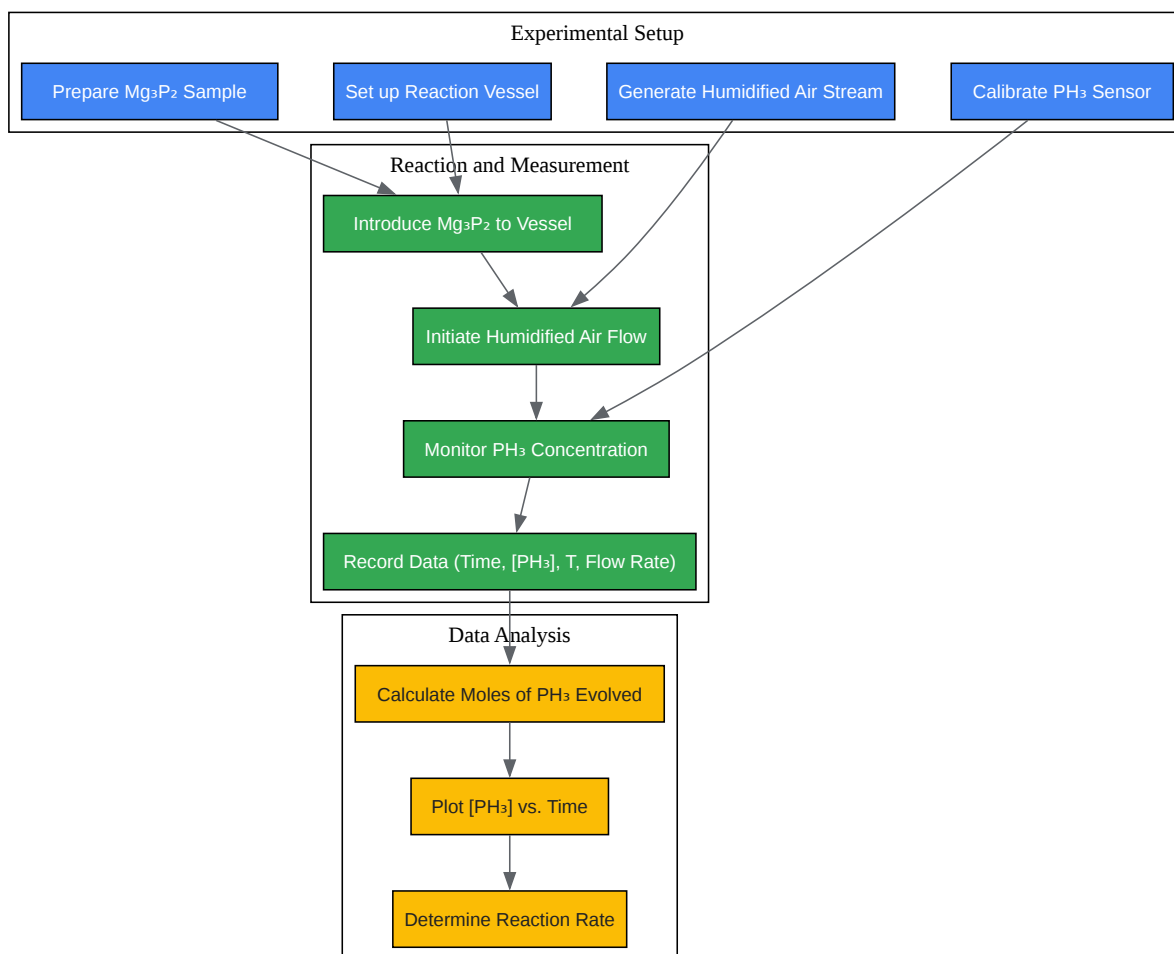 Experimental Setup
Prepare Mg₃P₂ Sample
Set up Reaction Vessel
Generate Humidified Air Stream
Calibrate PH₃ Sensor
Reaction and Measurement
Introduce Mg₃P₂ to Vessel
Initiate Humidified Air Flow
Monitor PH₃ Concentration
Record Data (Time, [PH₃], T, Flow Rate)
Data Analysis
Calculate Moles of PH₃ Evolved
Plot [PH₃] vs. Time
Determine Reaction Rate